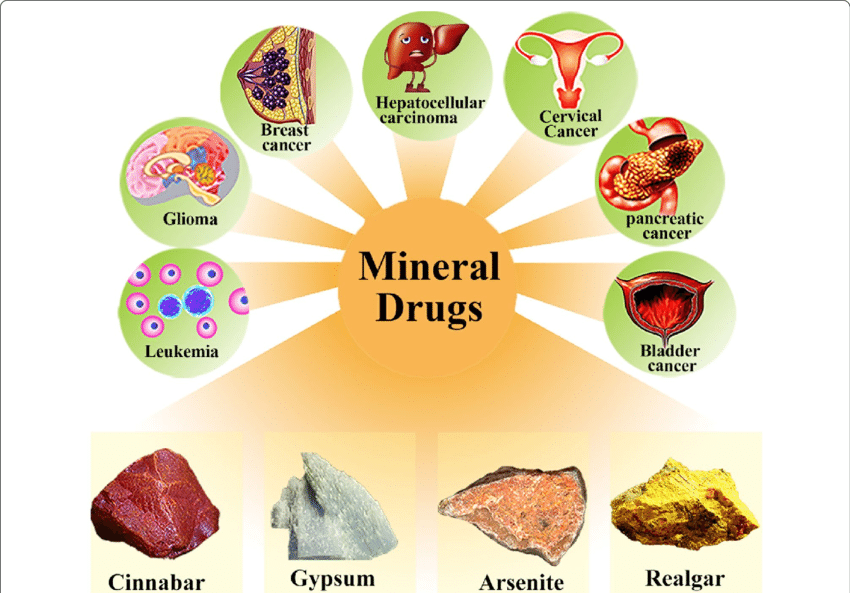 Hepatocellular
carcinoma
Cervical
Cancer
Breast
cancer
Glioma
pancreatic
cancer
Mineral
Drugs
Leukemia
Bladder
cancer
Cinnabar
Gypsum
Arsenite
Realgar